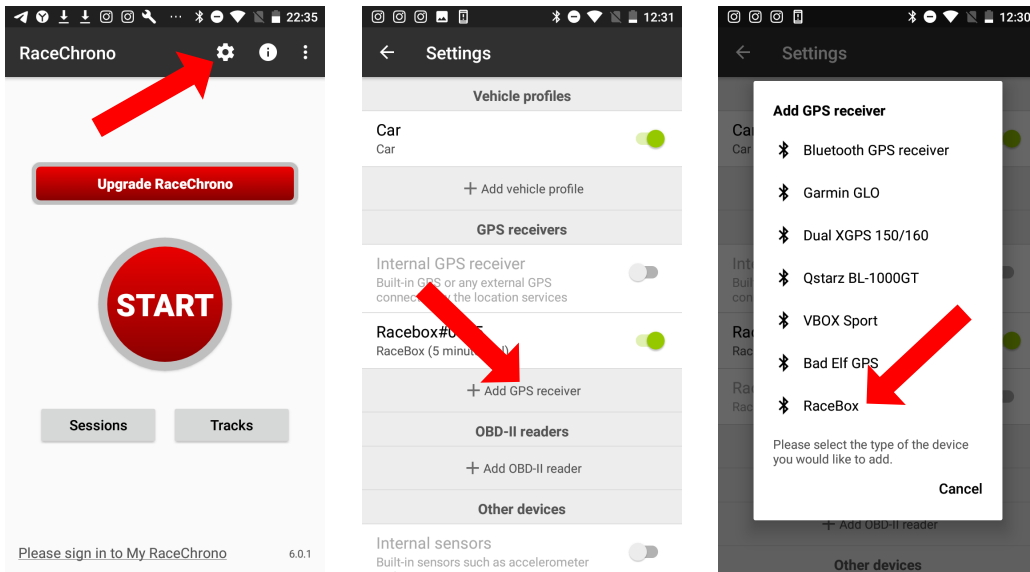 22:35
RaceChrono
Upgrade RaceChrono
START
Sessions
Tracks
Please sign in to My RaceChrono
6.0.1
12:31
Settings
Vehicle profiles
Car
Car
+ Add vehicle profile
GPS receivers
Internal GPS receiver
Built-in GPS or any external GPS
the location services
RaceBox (5 minut
+ Add GPS receiver
OBD-II readers
+ Add OBD-II reader
Other devices
Internal sensors
Built-in sensors such as accelerometer
12:30
Settings
Add GPS receiver
Bluetooth GPS receiver
Garmin GLO
Dual XGPS 150/160
Qstarz BL-1000GT
VBOX Sport
Bad Elf GPS
RaceBox
Please select the type of the device
you would like to add.
Cancel
+ Add OBD-II reader
Other devices